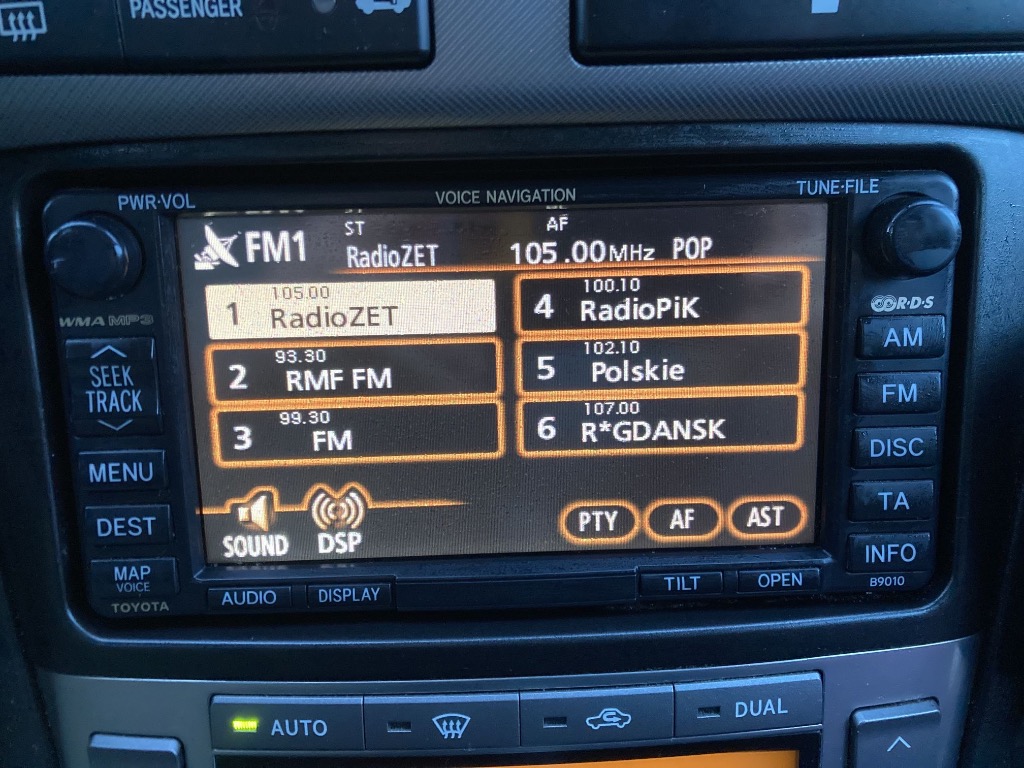 PASSENGER
PWR·VOL
VOICE NAVIGATION
TUNE·FILE
ST
AF
FM1
RadioZET
105.00MHz
POP
1
105.00
RadioZET
2
93.30
RMF FM
3
99.30
FM
4
100.10
RadioPiK
5
102.10
Polskie
6
107.00
R*GDANSK
SOUND
DSP
PTY
AF
AST
WMA MP3
SEEK
TRACK
MENU
DEST
MAP
VOICE
TOYOTA
AUDIO
DISPLAY
TILT
OPEN
R·D·S
AM
FM
DISC
TA
INFO
B9010
AUTO
DUAL